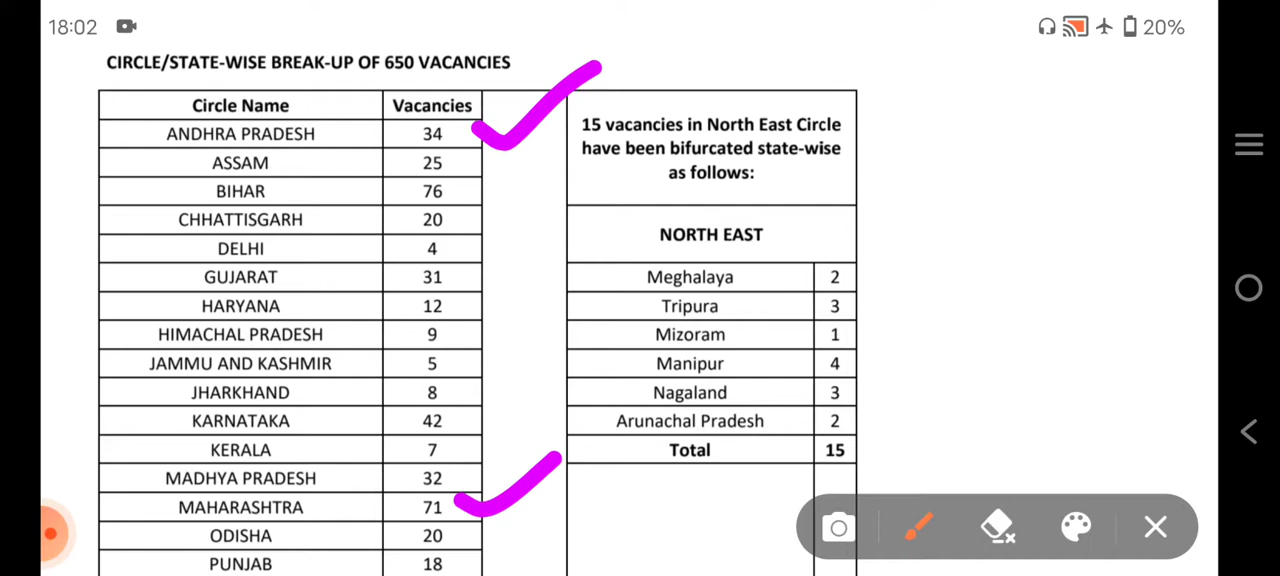 18:02
20%
CIRCLE/STATE-WISE BREAK-UP OF 650 VACANCIES
Circle Name Vacancies
ANDHRA PRADESH 34
ASSAM 25
BIHAR 76
CHHATTISGARH 20
DELHI 4
GUJARAT 31
HARYANA 12
HIMACHAL PRADESH 9
JAMMU AND KASHMIR 5
JHARKHAND 8
KARNATAKA 42
KERALA 7
MADHYA PRADESH 32
MAHARASHTRA 71
ODISHA 20
PUNJAB 18
15 vacancies in North East Circle
have been bifurcated state-wise
as follows:
NORTH EAST
Meghalaya 2
Tripura 3
Mizoram 1
Manipur 4
Nagaland 3
Arunachal Pradesh 2
Total 15